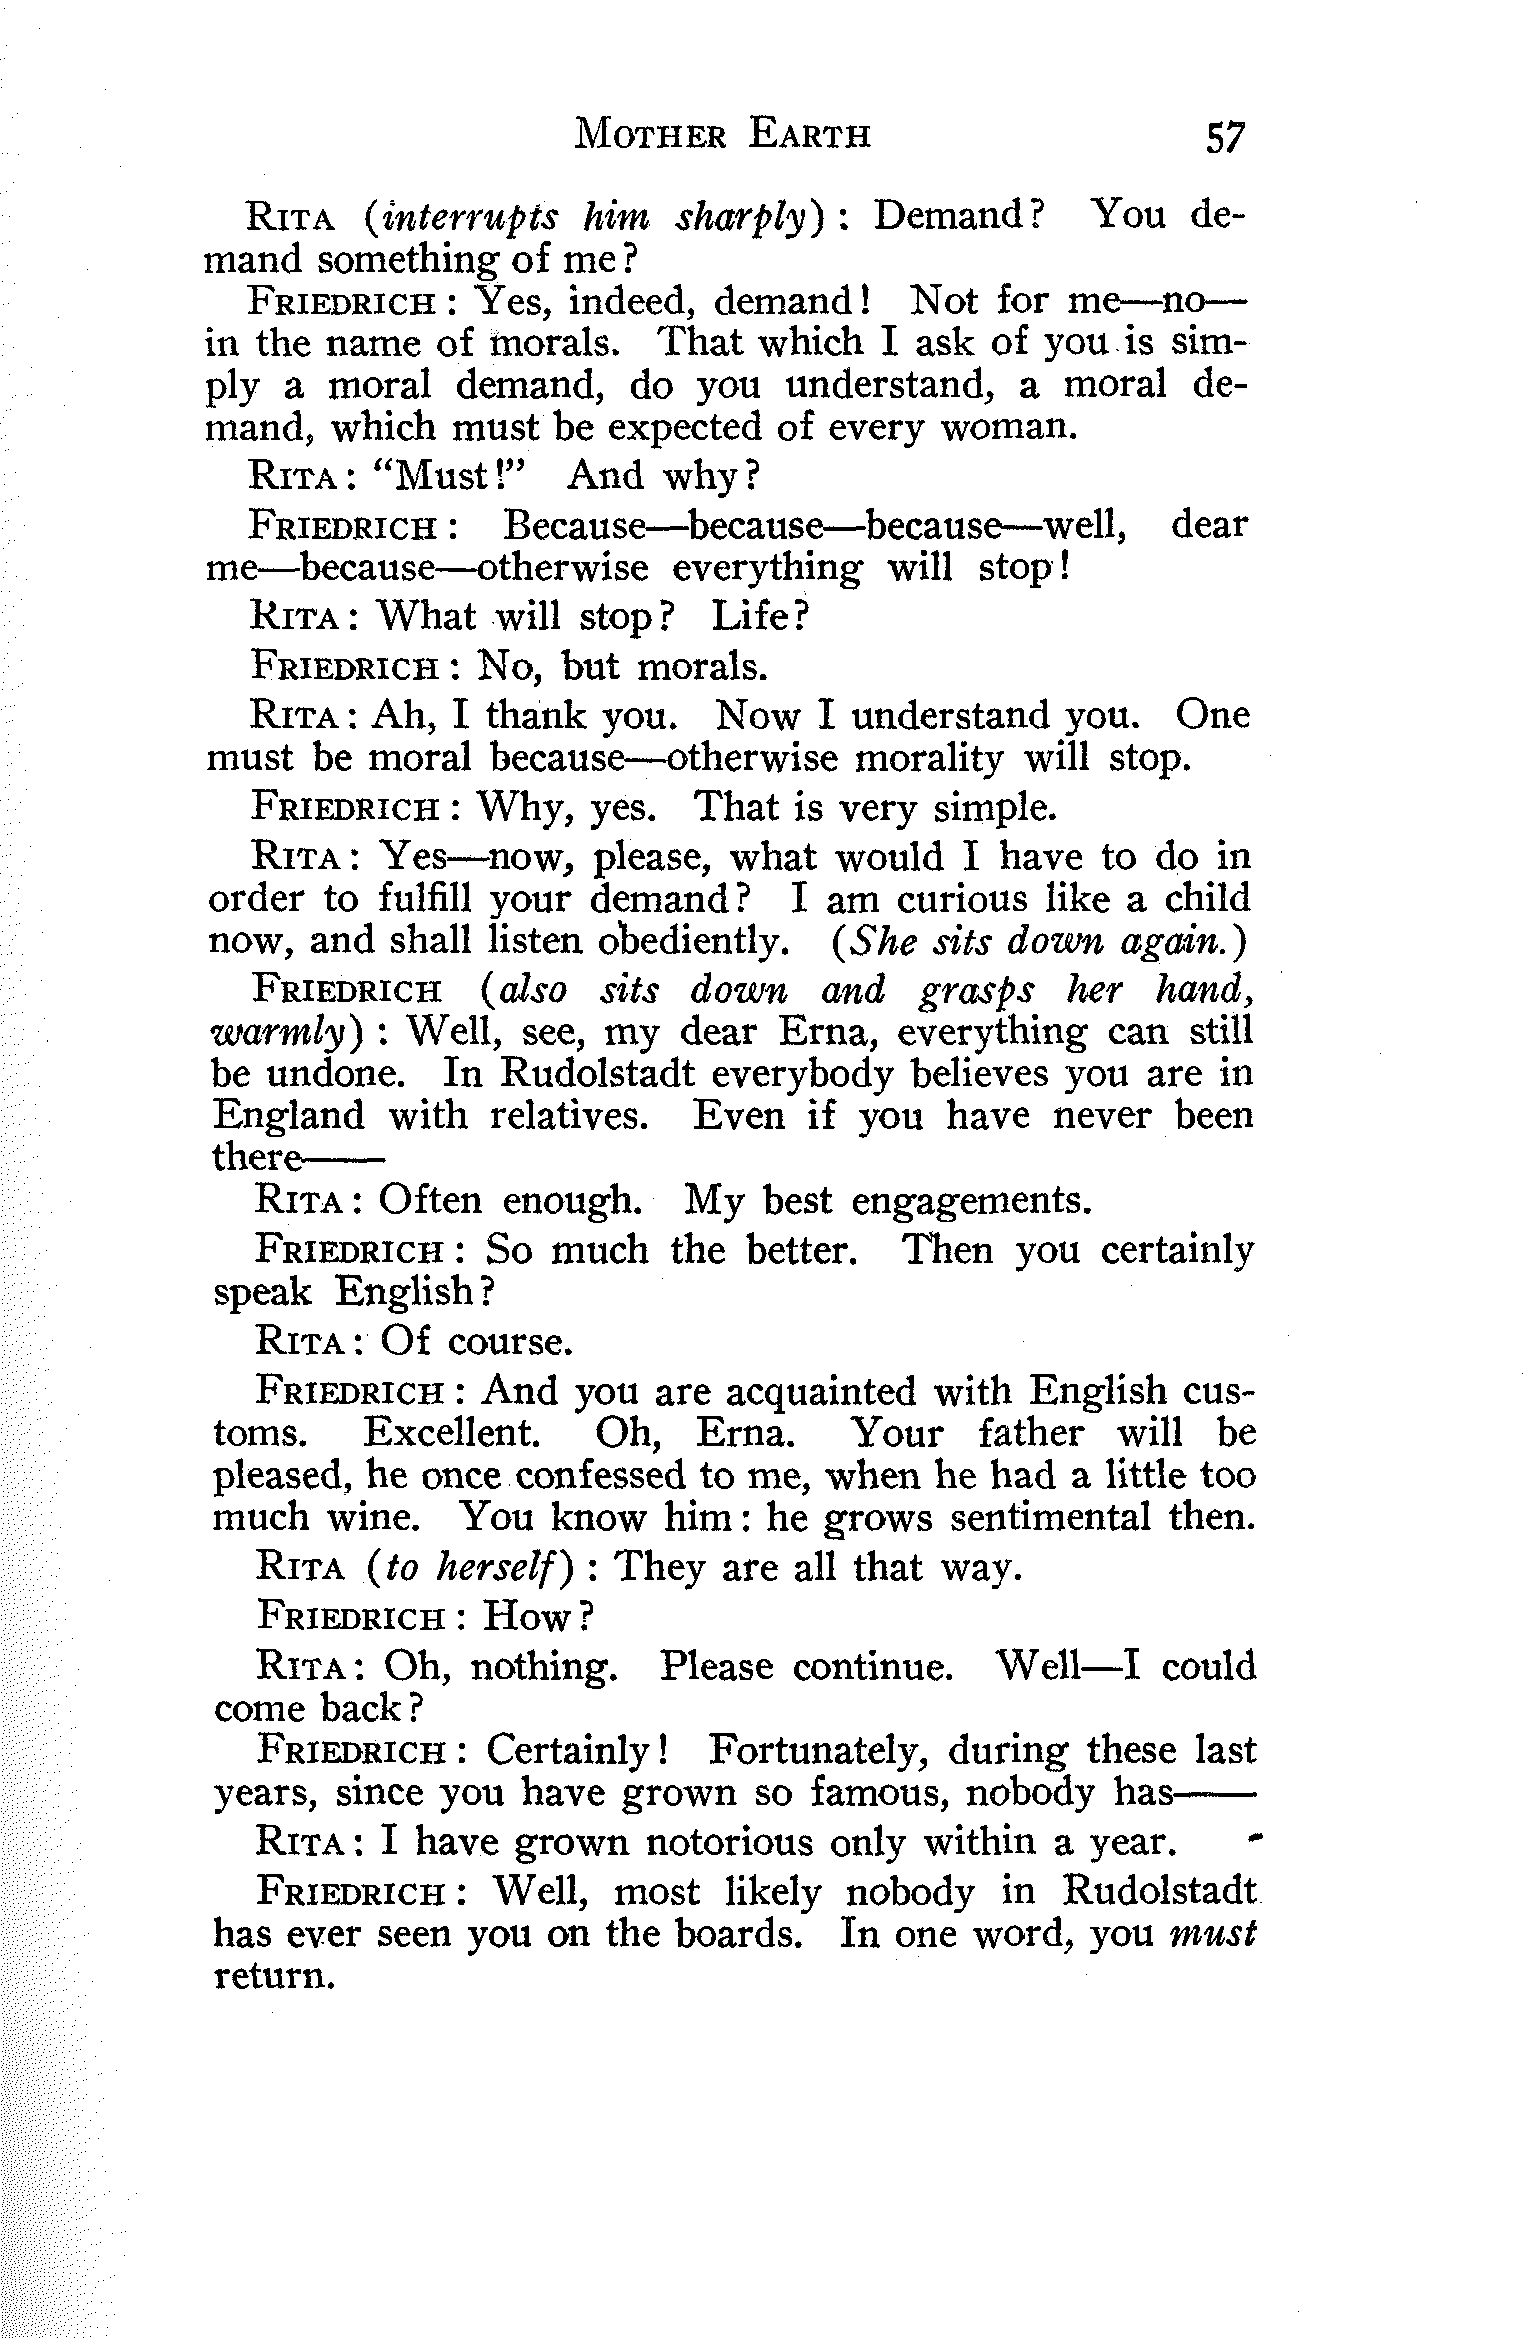 MOTHER EARTH 57
RITA (interrupts him sharply): Demand? You de-
mand something of me?
FRIEDRICH: Yes, indeed, demand! Not for me—no—
in the name of morals. That which I ask of you is sim-
ply a moral demand, do you understand, a moral de-
mand, which must be expected of every woman.
RITA: "Must!" And why?
FRIEDRICH: Because—because—because—well, dear
me—because—otherwise everything will stop!
RITA: What will stop? Life?
FRIEDRICH: No, but morals.
RITA: Ah, I thank you. Now I understand you. One
must be moral because—otherwise morality will stop.
FRIEDRICH: Why, yes. That is very simple.
RITA: Yes—now, please, what would I have to do in
order to fulfill your demand? I am curious like a child
now, and shall listen obediently. (She sits down again.)
FRIEDRICH (also sits down and grasps her hand,
warmly): Well, see, my dear Erna, everything can still
be undone. In Rudolstadt everybody believes you are in
England with relatives. Even if you have never been
there——
RITA: Often enough. My best engagements.
FRIEDRICH: So much the better. Then you certainly
speak English?
RITA: Of course.
FRIEDRICH: And you are acquainted with English cus-
toms. Excellent. Oh, Erna. Your father will be
pleased, he once confessed to me, when he had a little too
much wine. You know him: he grows sentimental then.
RITA (to herself): They are all that way.
FRIEDRICH: How?
RITA: Oh, nothing. Please continue. Well—I could
come back?
FRIEDRICH: Certainly! Fortunately, during these last
years, since you have grown so famous, nobody has——
RITA: I have grown notorious only within a year.
FRIEDRICH: Well, most likely nobody in Rudolstadt
has ever seen you on the boards. In one word, you must
return.